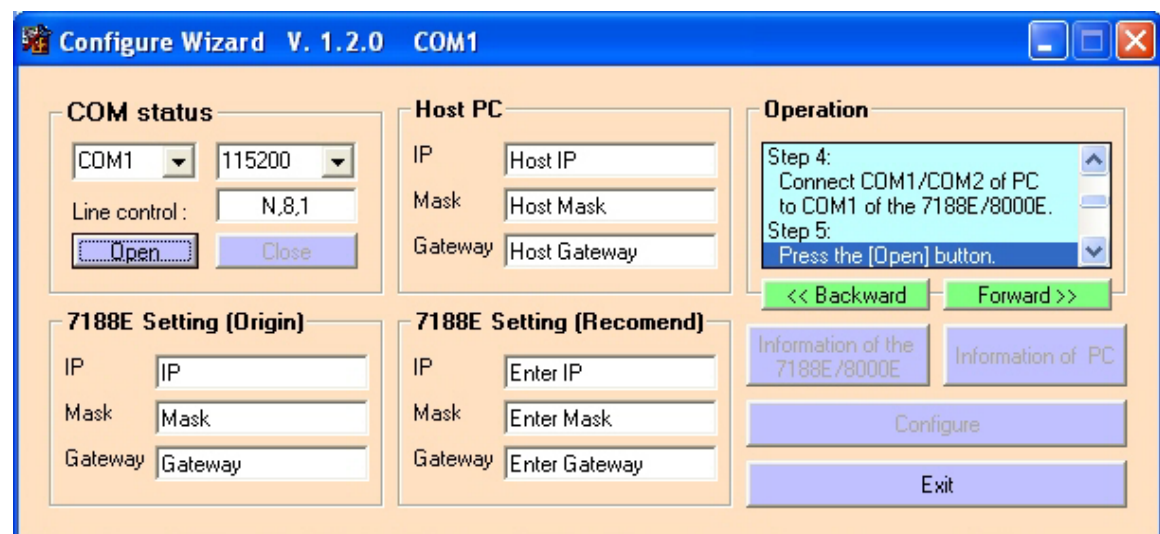 Configure Wizard V. 1.2.0 COM1
COM status
COM1 115200
Line control : N,8,1
Open Close
Host PC
IP Host IP
Mask Host Mask
Gateway Host Gateway
Operation
Step 4:
Connect COM1/COM2 of PC
to COM1 of the 7188E/8000E.
Step 5:
Press the [Open] button.
<< Backward Forward >>
7188E Setting (Origin)
IP IP
Mask Mask
Gateway Gateway
7188E Setting (Recomend)
IP Enter IP
Mask Enter Mask
Gateway Enter Gateway
Information of the
7188E/8000E
Information of PC
Configure
Exit